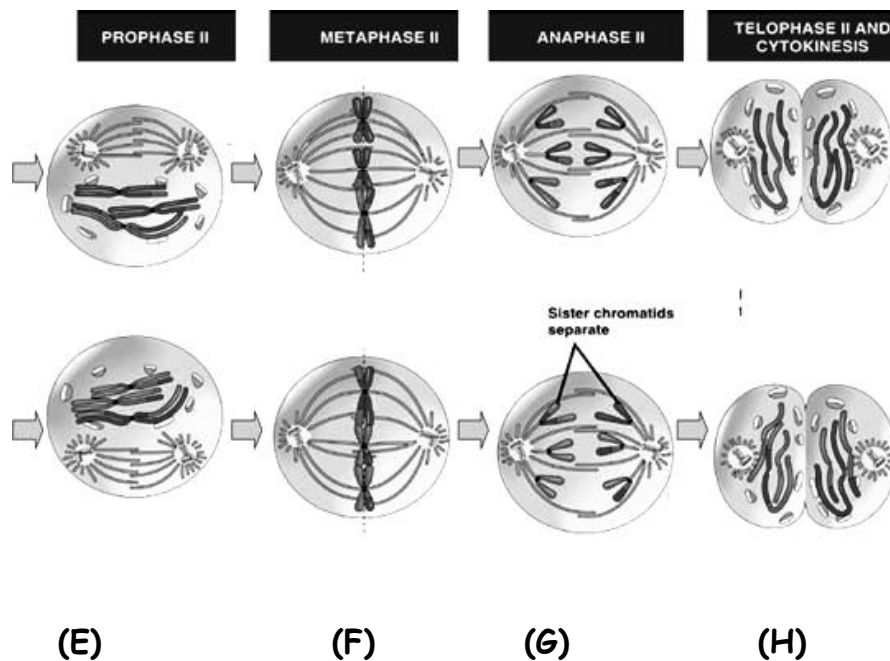 PROPHASE II
METAPHASE II
ANAPHASE II
TELOPHASE II AND
CYTOKINESIS
Sister chromatids
separate
(E)
(F)
(G)
(H)